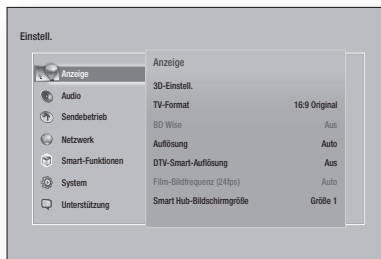 Einstell.
Anzeige
Audio
Sendebetrieb
Netzwerk
Smart-Funktionen
System
Unterstützung
Anzeige
3D-Einstell.
TV-Format 16:9 Original
BD Wise Aus
Auflösung Auto
DTV-Smart-Auflösung Aus
Film-Bildfrequenz (24fps) Auto
Smart Hub-Bildschirmgröße Größe 1